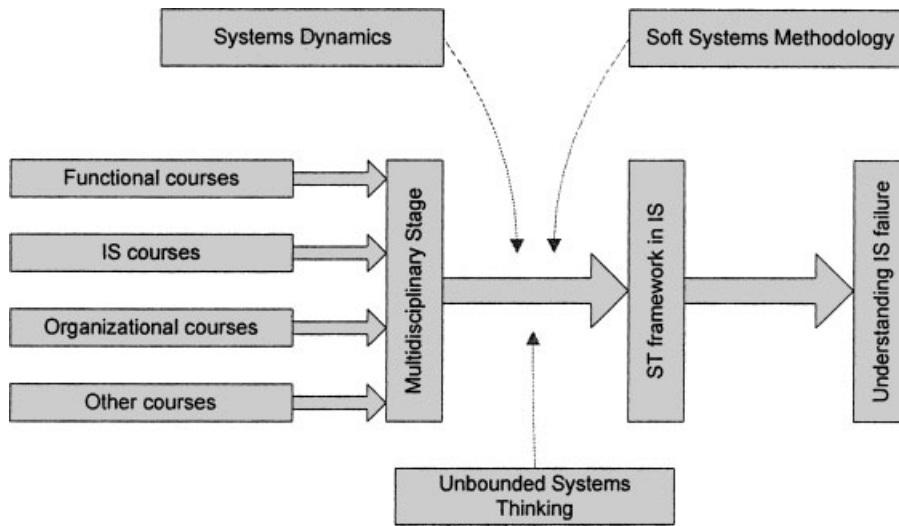 Systems Dynamics
Soft Systems Methodology
Functional courses
IS courses
Organizational courses
Other courses
Multidisciplinary Stage
ST framework in IS
Understanding IS failure
Unbounded Systems
Thinking